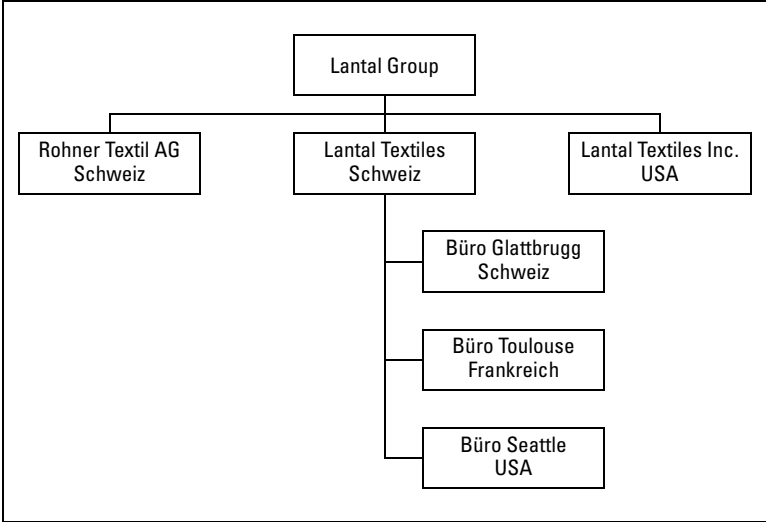 Lantal Group
Rohner Textil AG
Schweiz
Lantal Textiles
Schweiz
Lantal Textiles Inc.
USA
Büro Glattbrugg
Schweiz
Büro Toulouse
Frankreich
Büro Seattle
USA